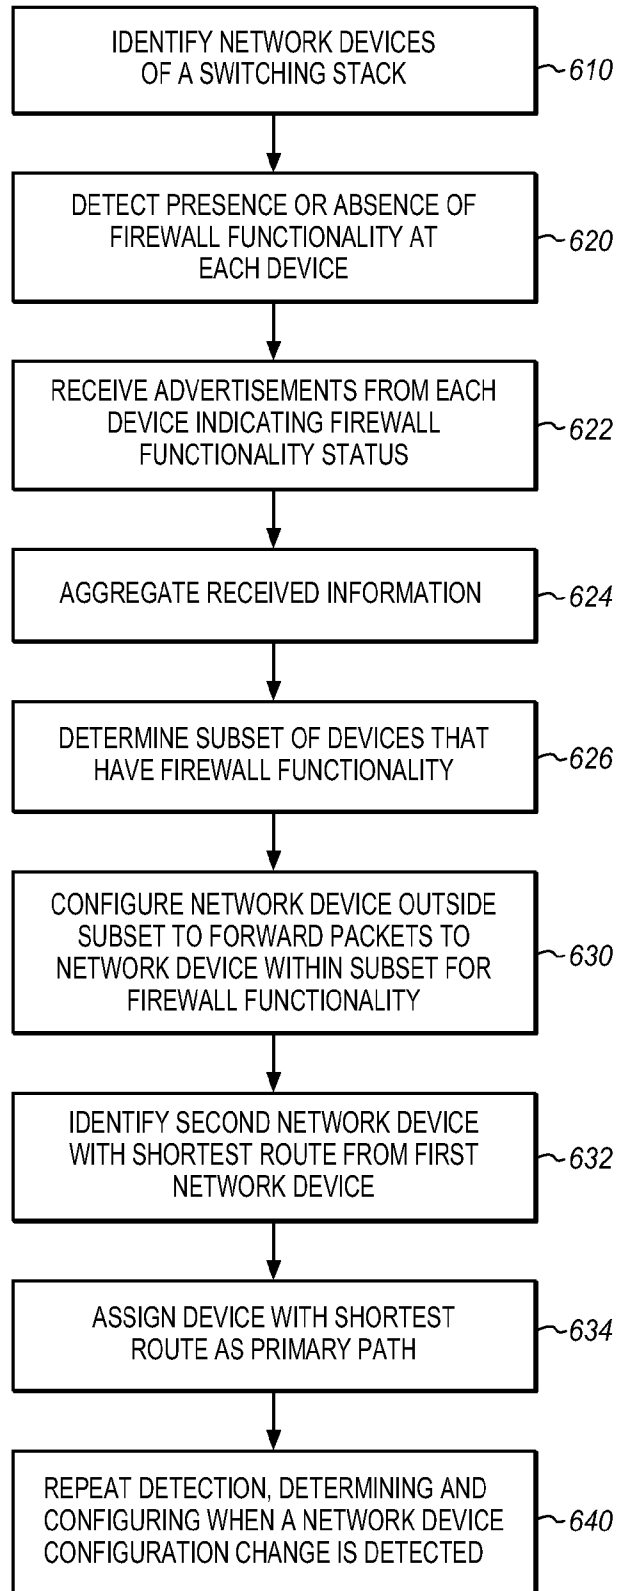 IDENTIFY NETWORK DEVICES
OF A SWITCHING STACK
610
DETECT PRESENCE OR ABSENCE OF
FIREWALL FUNCTIONALITY AT
EACH DEVICE
620
RECEIVE ADVERTISEMENTS FROM EACH
DEVICE INDICATING FIREWALL
FUNCTIONALITY STATUS
622
AGGREGATE RECEIVED INFORMATION
624
DETERMINE SUBSET OF DEVICES THAT
HAVE FIREWALL FUNCTIONALITY
626
CONFIGURE NETWORK DEVICE OUTSIDE
SUBSET TO FORWARD PACKETS TO
NETWORK DEVICE WITHIN SUBSET FOR
FIREWALL FUNCTIONALITY
630
IDENTIFY SECOND NETWORK DEVICE
WITH SHORTEST ROUTE FROM FIRST
NETWORK DEVICE
632
ASSIGN DEVICE WITH SHORTEST
ROUTE AS PRIMARY PATH
634
REPEAT DETECTION, DETERMINING AND
CONFIGURING WHEN A NETWORK DEVICE
CONFIGURATION CHANGE IS DETECTED
640